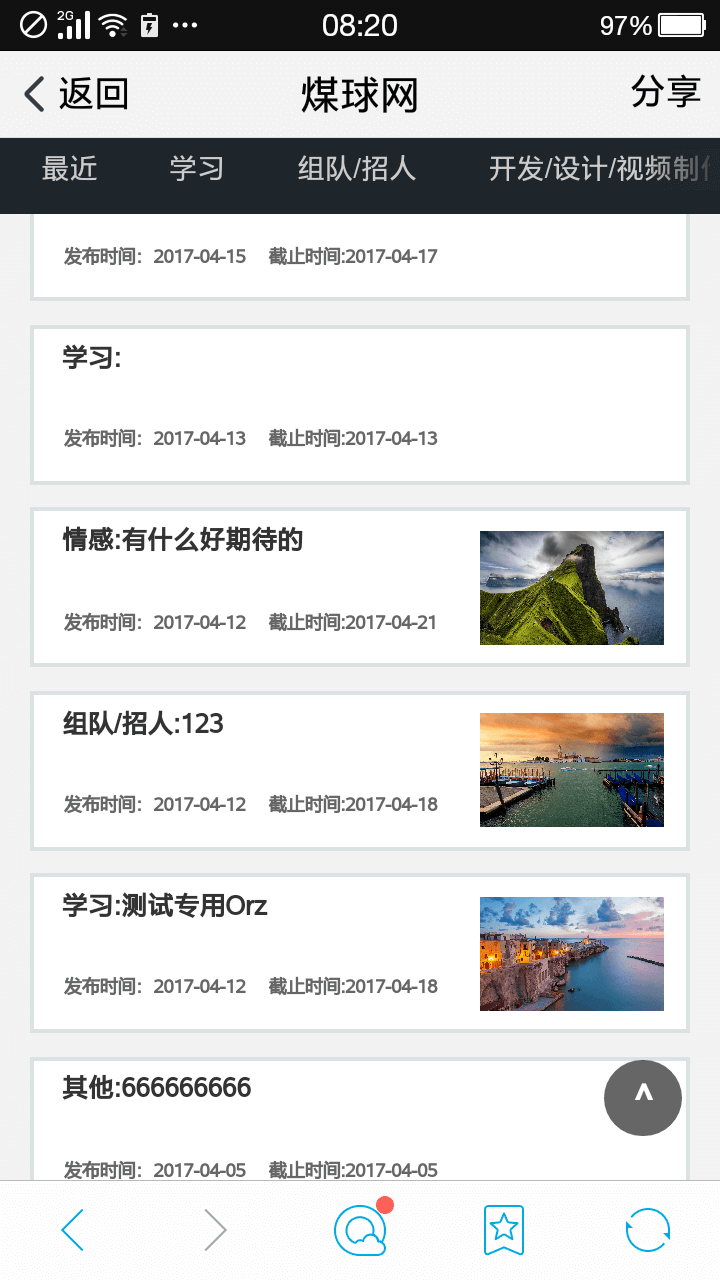 2G 08:20 97%
返回 煤球网 分享
最近 学习 组队/招人 开发/设计/视频制作
发布时间：2017-04-15 截止时间:2017-04-17
学习:
发布时间：2017-04-13 截止时间:2017-04-13
情感:有什么好期待的
发布时间：2017-04-12 截止时间:2017-04-21
组队/招人:123
发布时间：2017-04-12 截止时间:2017-04-18
学习:测试专用Orz
发布时间：2017-04-12 截止时间:2017-04-18
其他:666666666
^
发布时间：2017-04-05 截止时间:2017-04-05